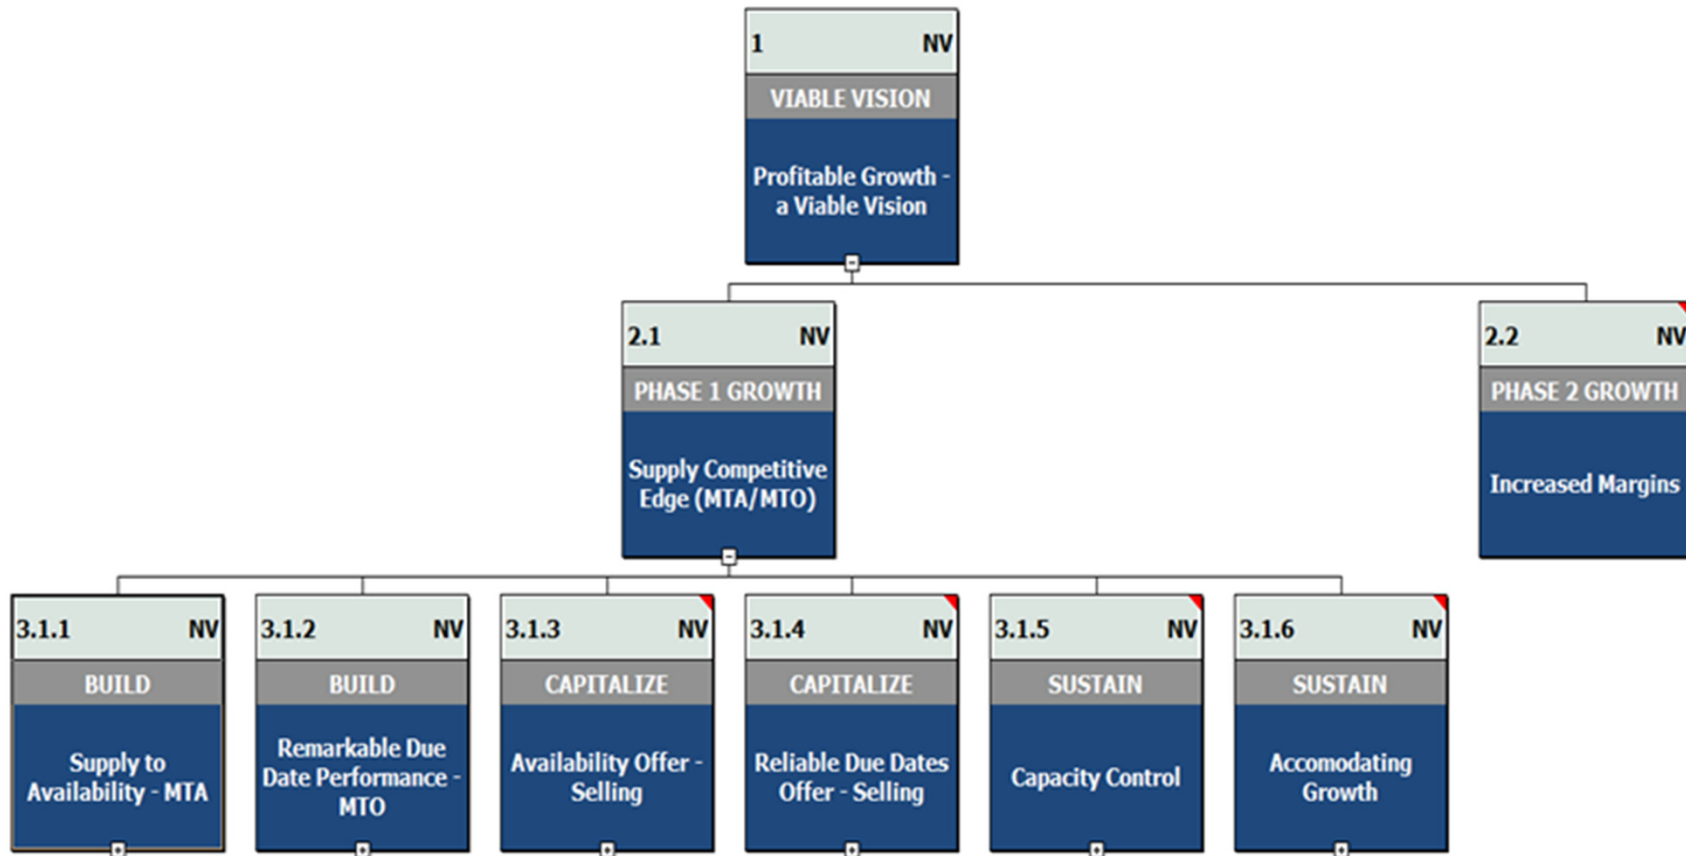 1 NV
VIABLE VISION
Profitable Growth -
a Viable Vision
2.1 NV
PHASE 1 GROWTH
Supply Competitive
Edge (MTA/MTO)
2.2 NV
PHASE 2 GROWTH
Increased Margins
3.1.1 NV
BUILD
Supply to
Availability - MTA
3.1.2 NV
BUILD
Remarkable Due
Date Performance -
MTO
3.1.3 NV
CAPITALIZE
Availability Offer -
Selling
3.1.4 NV
CAPITALIZE
Reliable Due Dates
Offer - Selling
3.1.5 NV
SUSTAIN
Capacity Control
3.1.6 NV
SUSTAIN
Accomodating
Growth